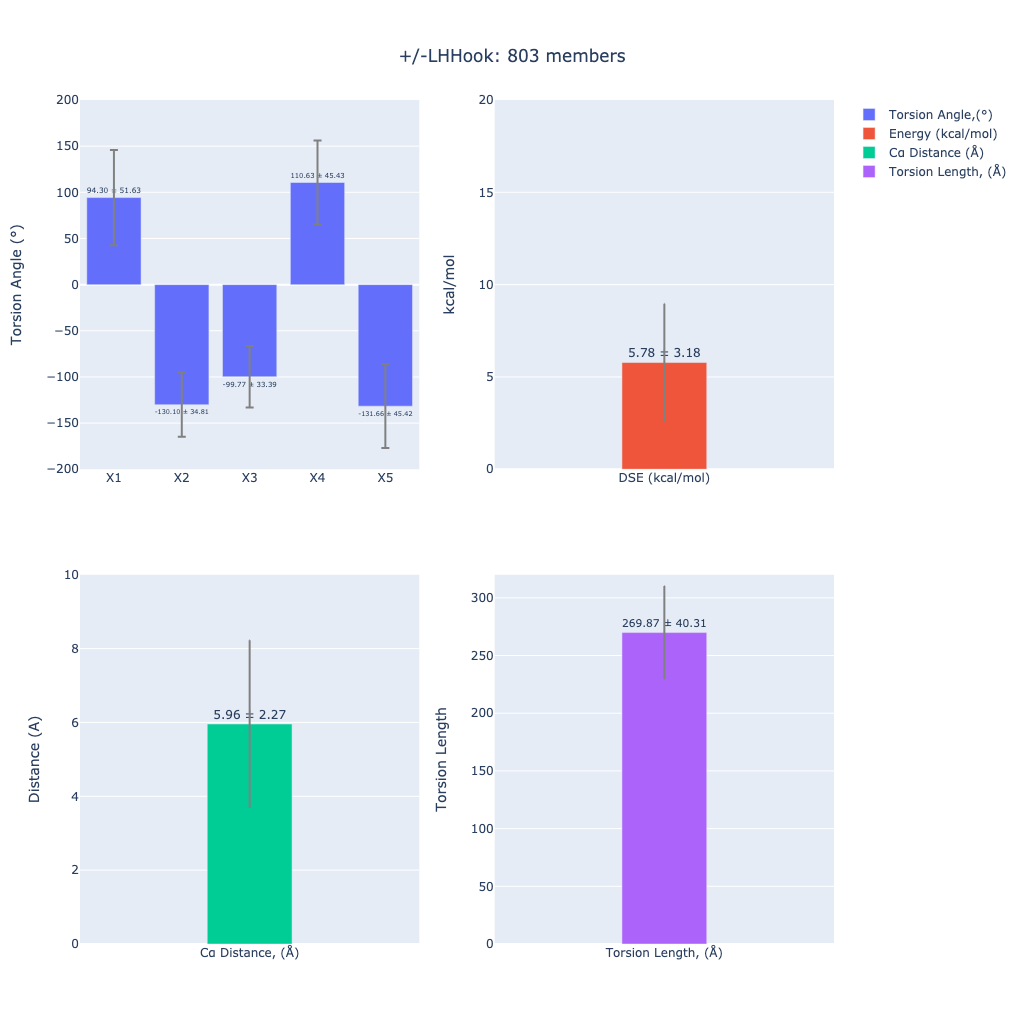 +/-LHHook: 803 members
200
150
100
50
0
−50
−100
−150
−200
Torsion Angle (°)
94.30 ± 51.63
-130.10 ± 34.81
-99.77 ± 33.39
110.63 ± 45.43
-131.66 ± 45.42
X1
X2
X3
X4
X5
20
15
10
5
0
kcal/mol
5.78 ± 3.18
DSE (kcal/mol)
Torsion Angle,(°)
Energy (kcal/mol)
Cα Distance (Å)
Torsion Length, (Å)
10
8
6
4
2
0
Distance (A)
5.96 ± 2.27
Cα Distance, (Å)
300
250
200
150
100
50
0
Torsion Length
269.87 ± 40.31
Torsion Length, (Å)